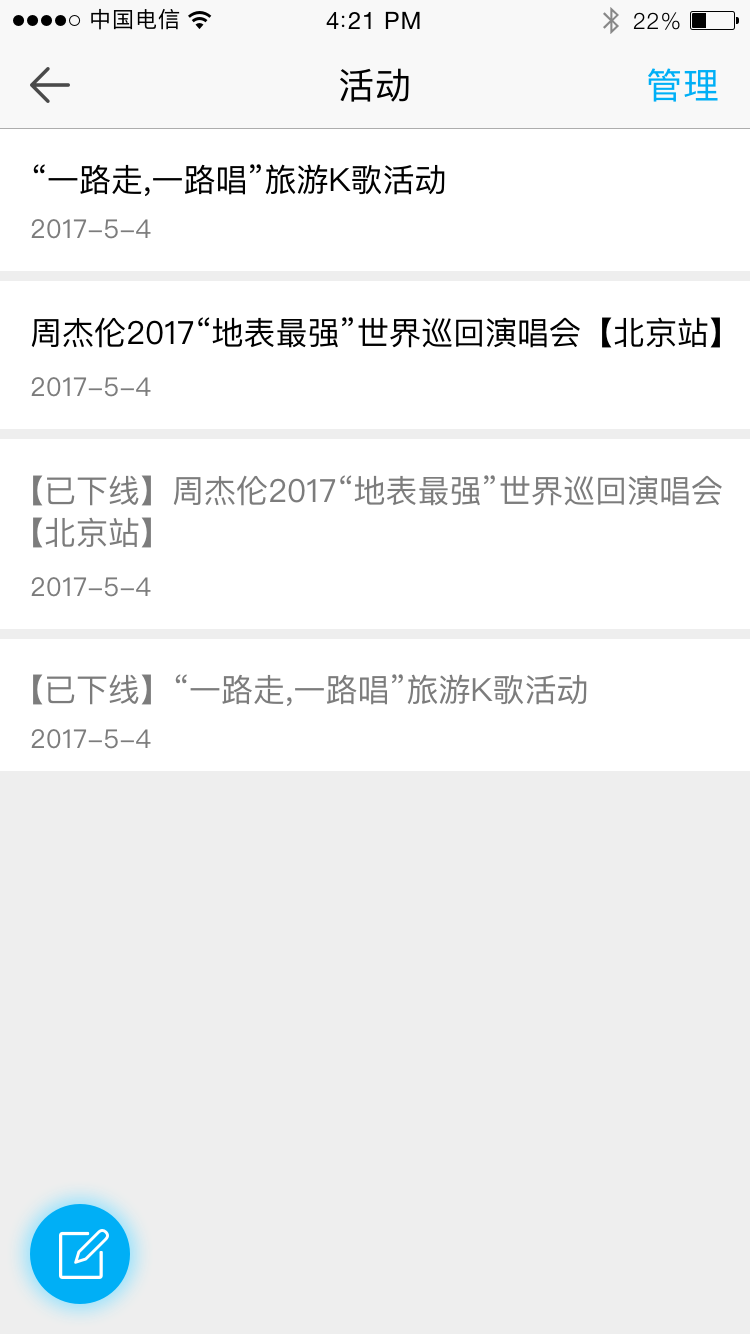 中国电信 4:21 PM 22%
活动 管理
“一路走,一路唱”旅游K歌活动
2017-5-4
周杰伦2017“地表最强”世界巡回演唱会【北京站】
2017-5-4
【已下线】周杰伦2017“地表最强”世界巡回演唱会
【北京站】
2017-5-4
【已下线】“一路走,一路唱”旅游K歌活动
2017-5-4